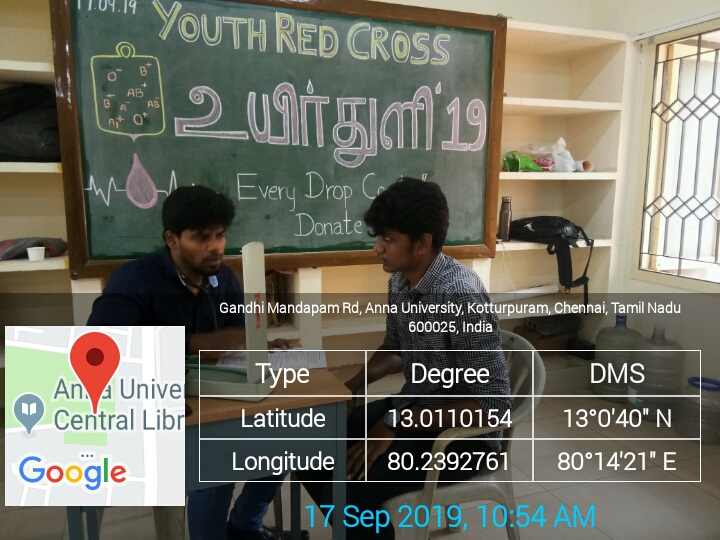 17.09.19
YOUTH RED CROSS
O⁻ B⁺
AB⁺
B⁻ A⁻ AB⁻
A₁⁺ O⁺
உயிர்துளி'19
Every Drop
Donate
Gandhi Mandapam Rd, Anna University, Kotturpuram, Chennai, Tamil Nadu
600025, India
Anna Univer
Central Libr
Google
Type Degree DMS
Latitude 13.0110154 13°0'40" N
Longitude 80.2392761 80°14'21" E
17 Sep 2019, 10:54 AM